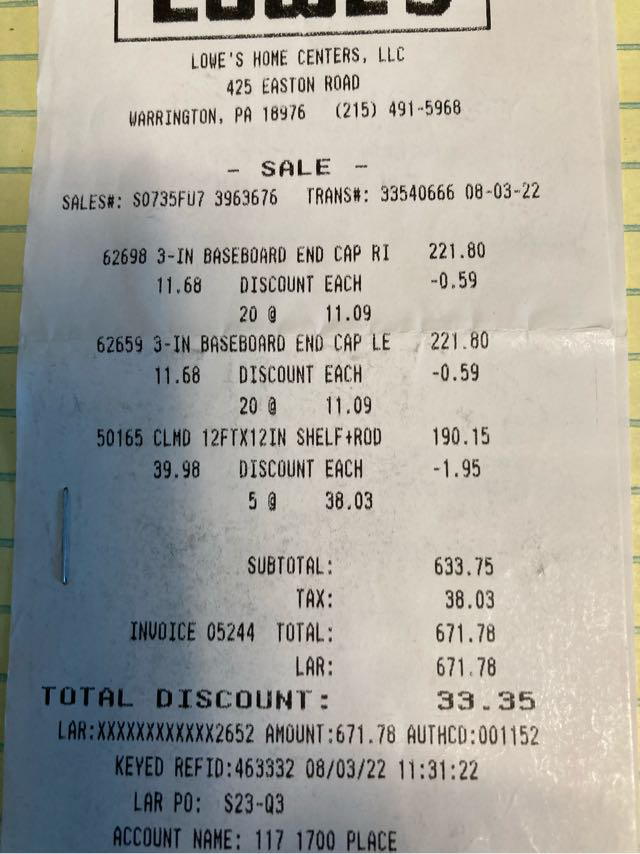 LOWE'S
LOWE'S HOME CENTERS, LLC
425 EASTON ROAD
WARRINGTON, PA 18976 (215) 491-5968
- SALE -
SALES#: S0735FU7 3963676 TRANS#: 33540666 08-03-22
62698 3-IN BASEBOARD END CAP RI 221.80
11.68 DISCOUNT EACH -0.59
20 @ 11.09
62659 3-IN BASEBOARD END CAP LE 221.80
11.68 DISCOUNT EACH -0.59
20 @ 11.09
50165 CLMD 12FTX12IN SHELF+ROD 190.15
39.98 DISCOUNT EACH -1.95
5 @ 38.03
SUBTOTAL: 633.75
TAX: 38.03
INVOICE 05244 TOTAL: 671.78
LAR: 671.78
TOTAL DISCOUNT: 33.35
LAR:XXXXXXXXXXXX2652 AMOUNT:671.78 AUTHCD:001152
KEYED REFID:463332 08/03/22 11:31:22
LAR PO: S23-Q3
ACCOUNT NAME: 117 1700 PLACE